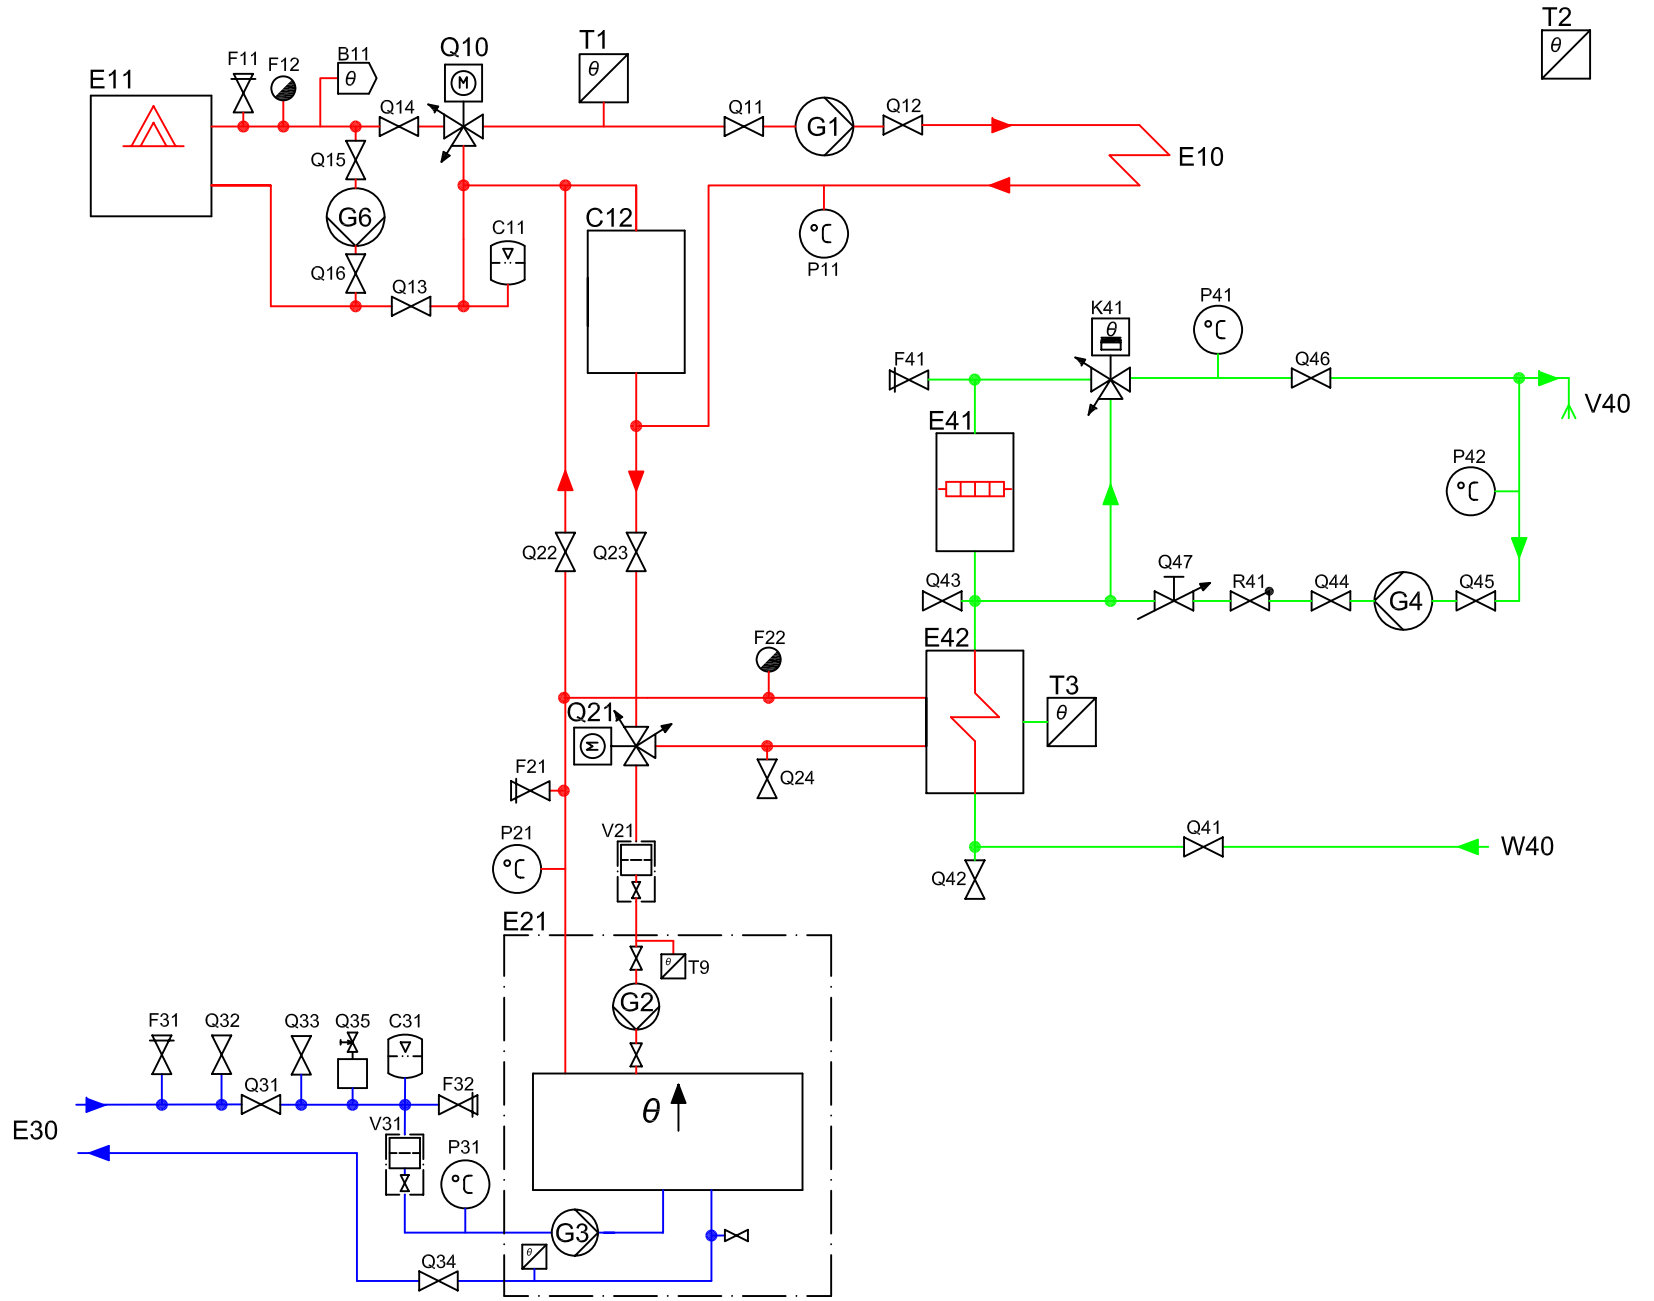 T2
θ
Q10
T1
θ
B11
θ
F11
F12
E11
M
Q14
Q11
G1
Q12
Q15
E10
G6
C12
C11
°C
P11
Q16
Q13
P41
°C
K41
θ
F41
Q46
V40
E41
P42
°C
Q22
Q23
Q43
Q47
R41
Q44
G4
Q45
F22
E42
T3
θ
Q21
M
F21
Q24
P21
°C
V21
Q41
W40
Q42
E21
θ
T9
G2
F31
Q32
Q33
Q35
C31
Q31
F32
θ
E30
V31
P31
°C
G3
θ
Q34